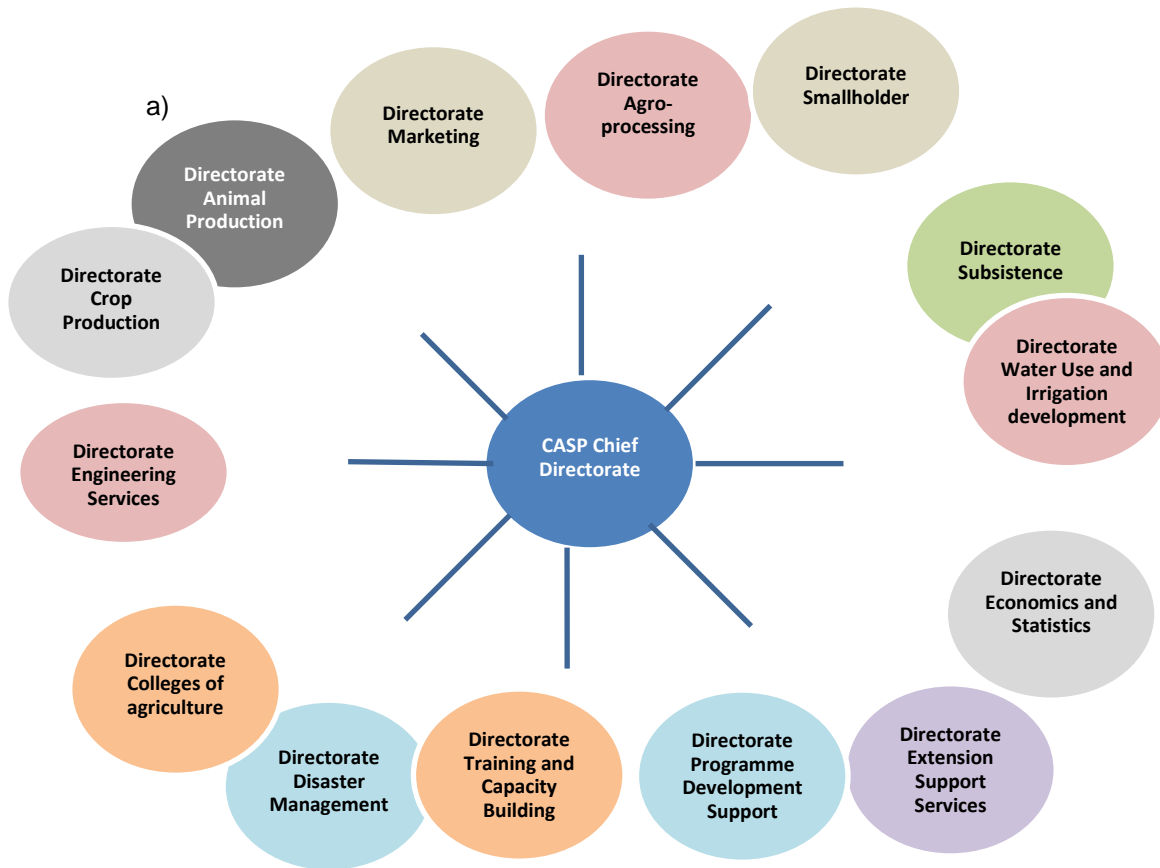 a)
Directorate
Marketing
Directorate
Agro-
processing
Directorate
Smallholder
Directorate
Animal
Production
Directorate
Subsistence
Directorate
Crop
Production
Directorate
Water Use and
Irrigation
development
CASP Chief
Directorate
Directorate
Engineering
Services
Directorate
Economics and
Statistics
Directorate
Colleges of
agriculture
Directorate
Disaster
Management
Directorate
Training and
Capacity
Building
Directorate
Programme
Development
Support
Directorate
Extension
Support
Services